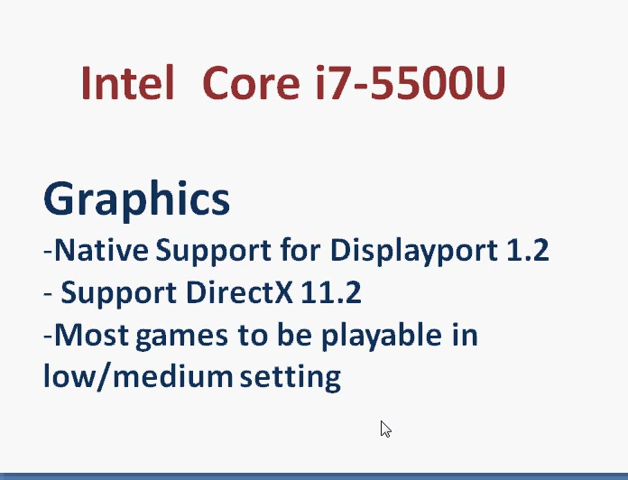 Intel Core i7-5500U
Graphics
-Native Support for Displayport 1.2
- Support DirectX 11.2
-Most games to be playable in
low/medium setting